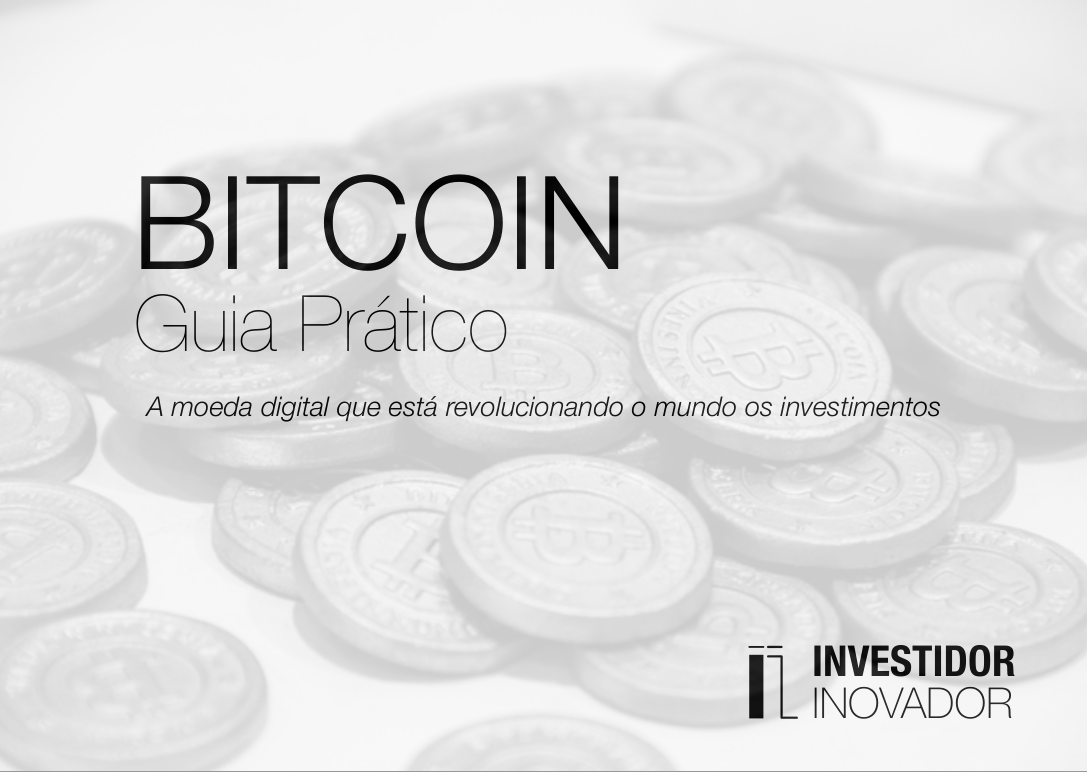 BITCOIN
Guia Prático
A moeda digital que está revolucionando o mundo os investimentos
INVESTIDOR
INOVADOR